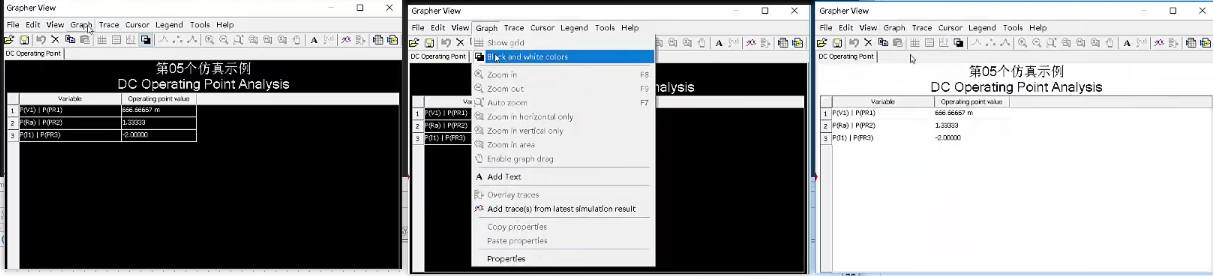 Grapher View
File Edit View Graph Trace Cursor Legend Tools Help
DC Operating Point
第05个仿真示例
DC Operating Point Analysis
Variable Operating point value
1 P(V1) | P(PR1) 666.66667 m
2 P(Ra) | P(PR2) 1.33333
3 P(I1) | P(PR3) -2.00000
Grapher View
File Edit View Graph Trace Cursor Legend Tools Help
DC Operating Point
alysis
1 P(V1) | P(PR1)
2 P(Ra) | P(PR2)
3 P(I1) | P(PR3)
Show grid
Black and white colors
Zoom in F8
Zoom out F9
Auto zoom F7
Zoom in horizontal only
Zoom in vertical only
Zoom in area
Enable graph drag
A Add Text
Overlay traces
Add trace(s) from latest simulation result
Copy properties
Paste properties
Properties
Grapher View
File Edit View Graph Trace Cursor Legend Tools Help
DC Operating Point
第05个仿真示例
DC Operating Point Analysis
Variable Operating point value
1 P(V1) | P(PR1) 666.66667 m
2 P(Ra) | P(PR2) 1.33333
3 P(I1) | P(PR3) -2.00000